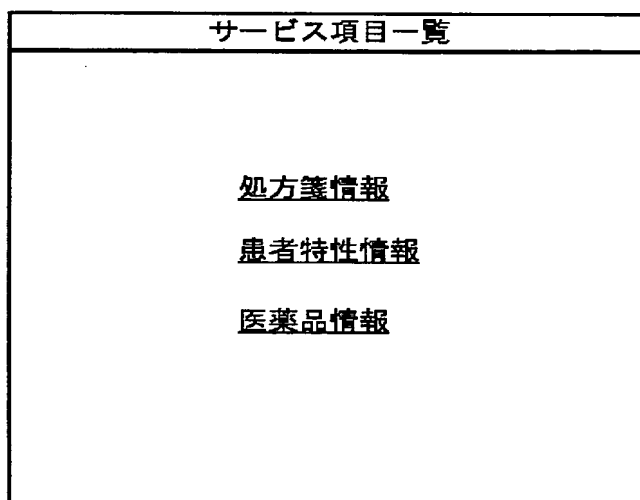 サービス項目一覧
処方箋情報
患者特性情報
医薬品情報